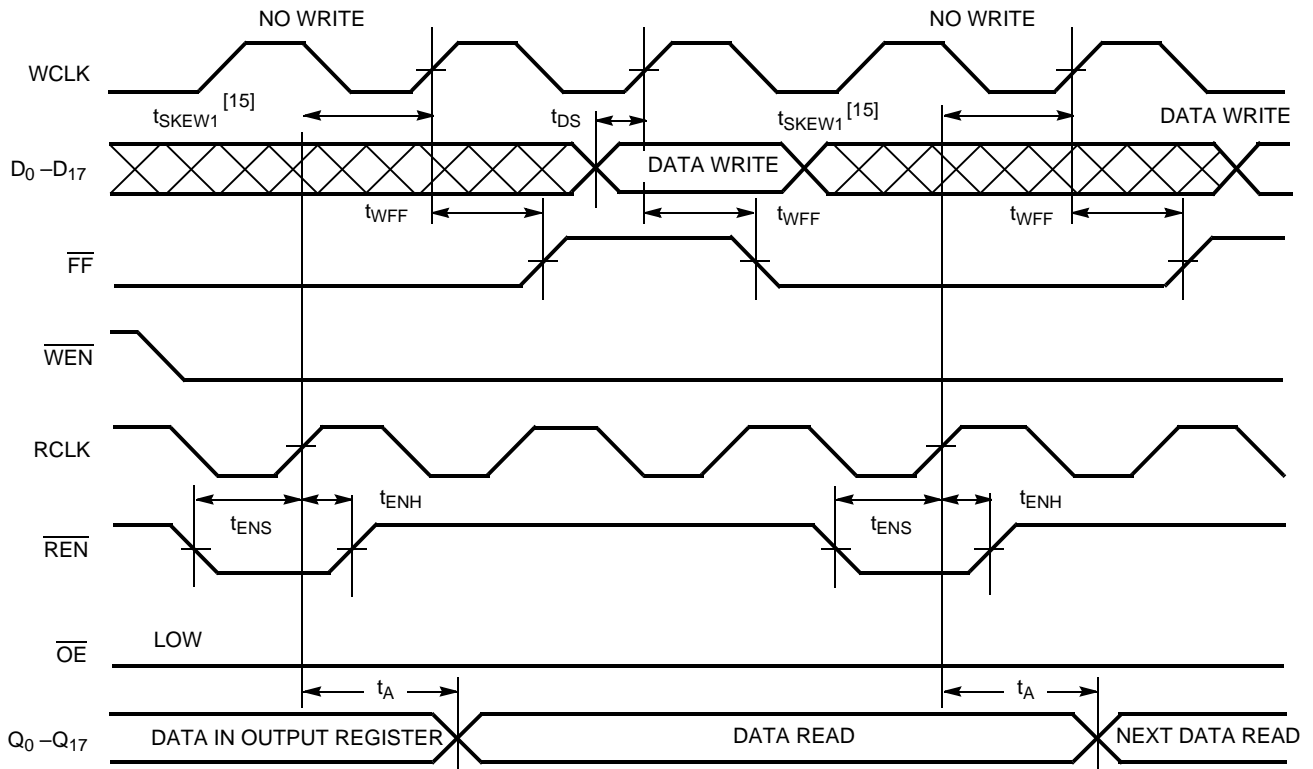 NO WRITE NO WRITE
WCLK
tSKEW1 [15] tDS tSKEW1 [15] DATA WRITE
D0 –D17 DATA WRITE
tWFF tWFF tWFF
FF
WEN
RCLK
tENS tENH tENS tENH
REN
OE LOW
tA tA
Q0 –Q17 DATA IN OUTPUT REGISTER DATA READ NEXT DATA READ